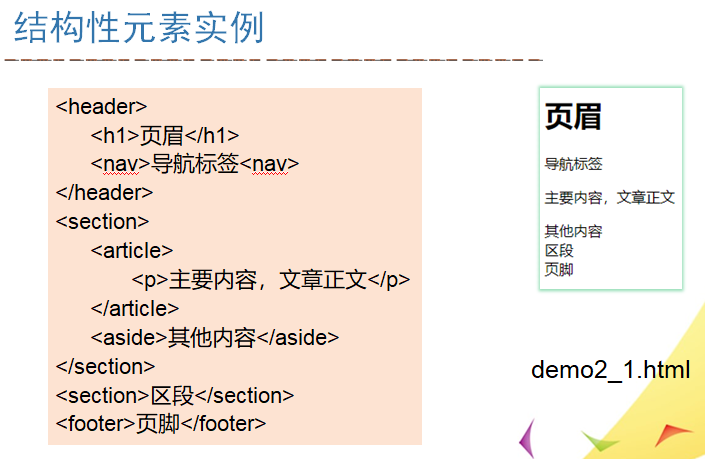 结构性元素实例
<header>
<h1>页眉</h1>
<nav>导航标签<nav>
</header>
<section>
<article>
<p>主要内容，文章正文</p>
</article>
<aside>其他内容</aside>
</section>
<section>区段</section>
<footer>页脚</footer>
页眉
导航标签
主要内容，文章正文
其他内容
区段
页脚
demo2_1.html